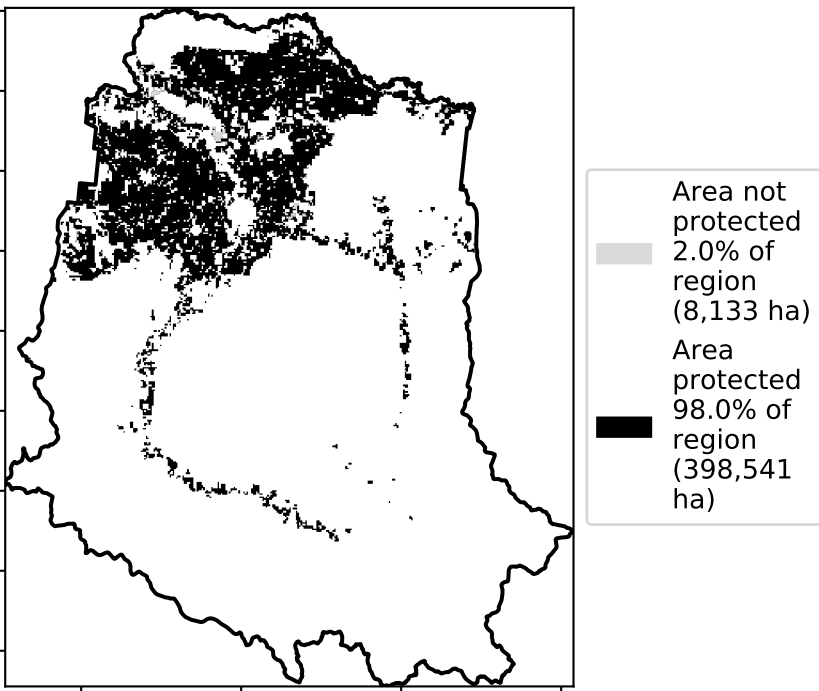 Area not
protected
2.0% of
region
(8,133 ha)
Area
protected
98.0% of
region
(398,541
ha)